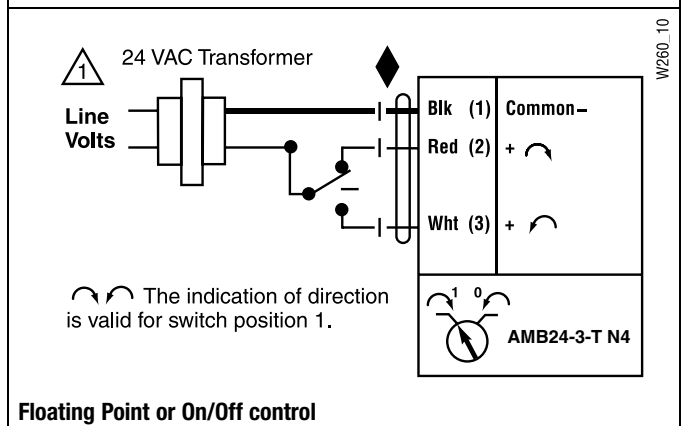 W260_10
1 24 VAC Transformer
Line
Volts
Blk (1) Common–
Red (2) +
Wht (3) +
The indication of direction
is valid for switch position 1.
1 0
AMB24-3-T N4
Floating Point or On/Off control